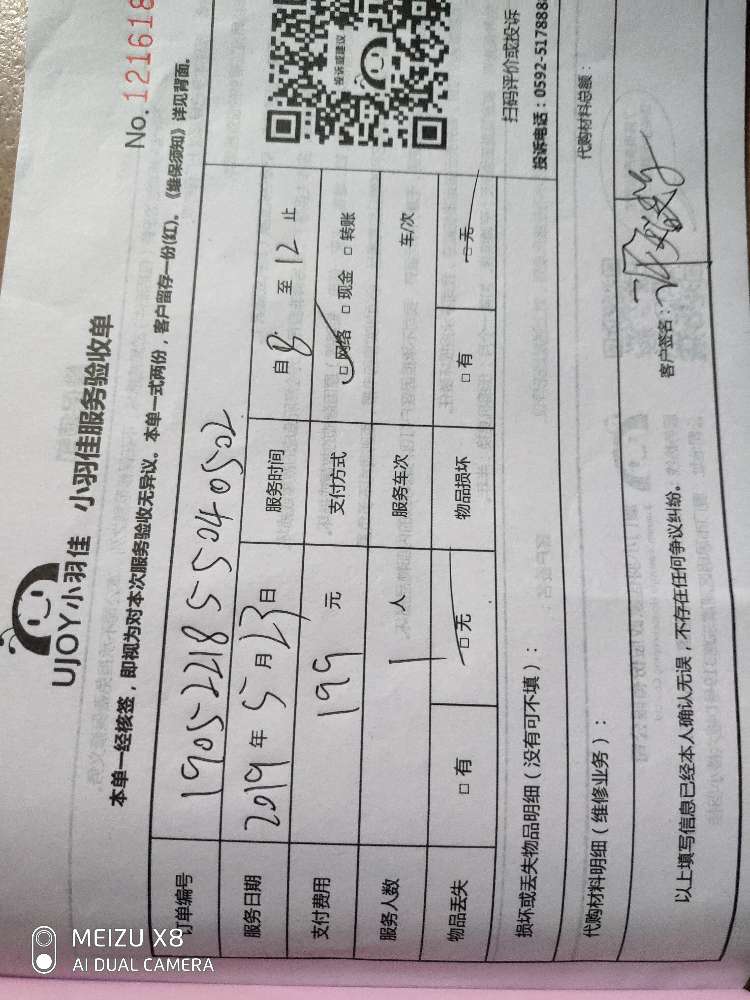 UJOY小羽佳 小羽佳服务验收单
No.121618
本单一经核签，即视为对本次服务验收无异议。本单一式两份，客户留存一份(红)。《维保须知》详见背面。
订单编号 190522185504 0502
服务日期 2019年5月23日 服务时间 自8至12止
支付费用 199元 支付方式 □网络 □现金 □转账
服务人数 1人 服务车次 车/次
物品丢失 □有 □无 物品损坏 □有 □无
投诉或建议
扫码评价或投诉
投诉电话：0592-5178888
损坏或丢失物品明细（没有可不填）：
代购材料明细（维修业务）：
代购材料总额：
以上填写信息已经本人确认无误，不存在任何争议纠纷。
客户签名：
MEIZU X8
AI DUAL CAMERA